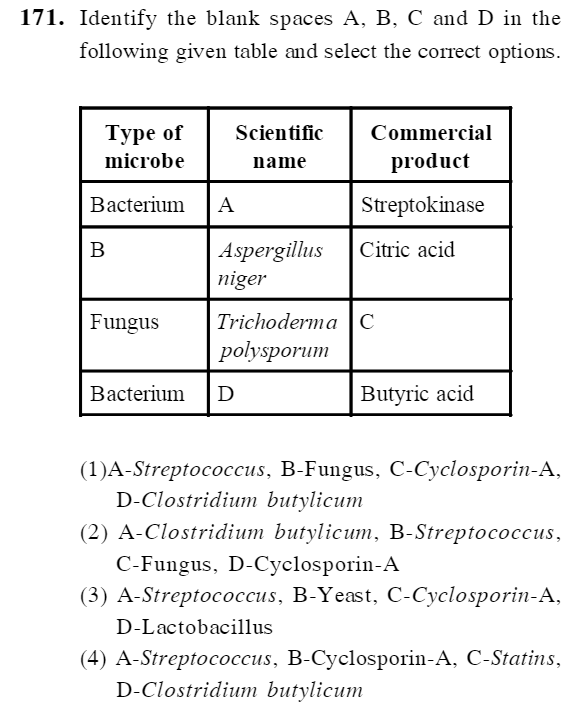 171. Identify the blank spaces A, B, C and D in the
following given table and select the correct options.
Type of microbe Scientific name Commercial product
Bacterium A Streptokinase
B Aspergillus niger Citric acid
Fungus Trichoderma polysporum C
Bacterium D Butyric acid
(1)A-Streptococcus, B-Fungus, C-Cyclosporin-A,
D-Clostridium butylicum
(2) A-Clostridium butylicum, B-Streptococcus,
C-Fungus, D-Cyclosporin-A
(3) A-Streptococcus, B-Yeast, C-Cyclosporin-A,
D-Lactobacillus
(4) A-Streptococcus, B-Cyclosporin-A, C-Statins,
D-Clostridium butylicum